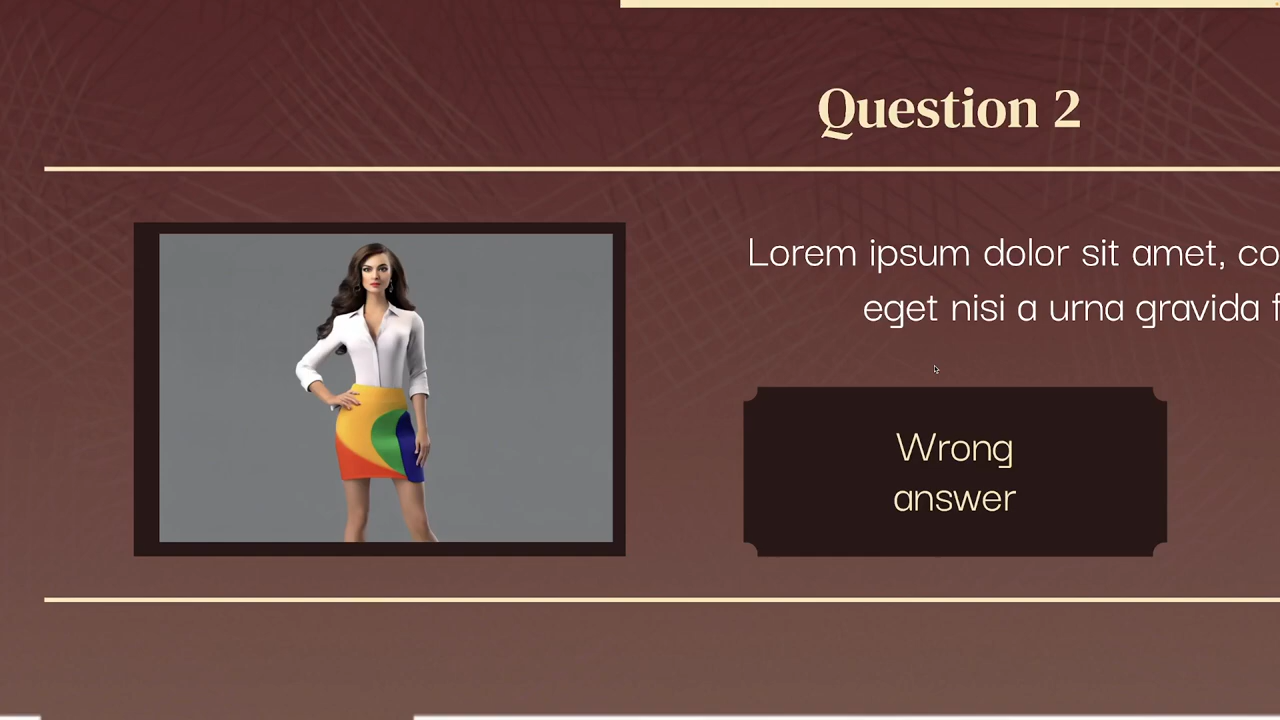 Question 2
Lorem ipsum dolor sit amet, co
eget nisi a urna gravida f
Wrong
answer